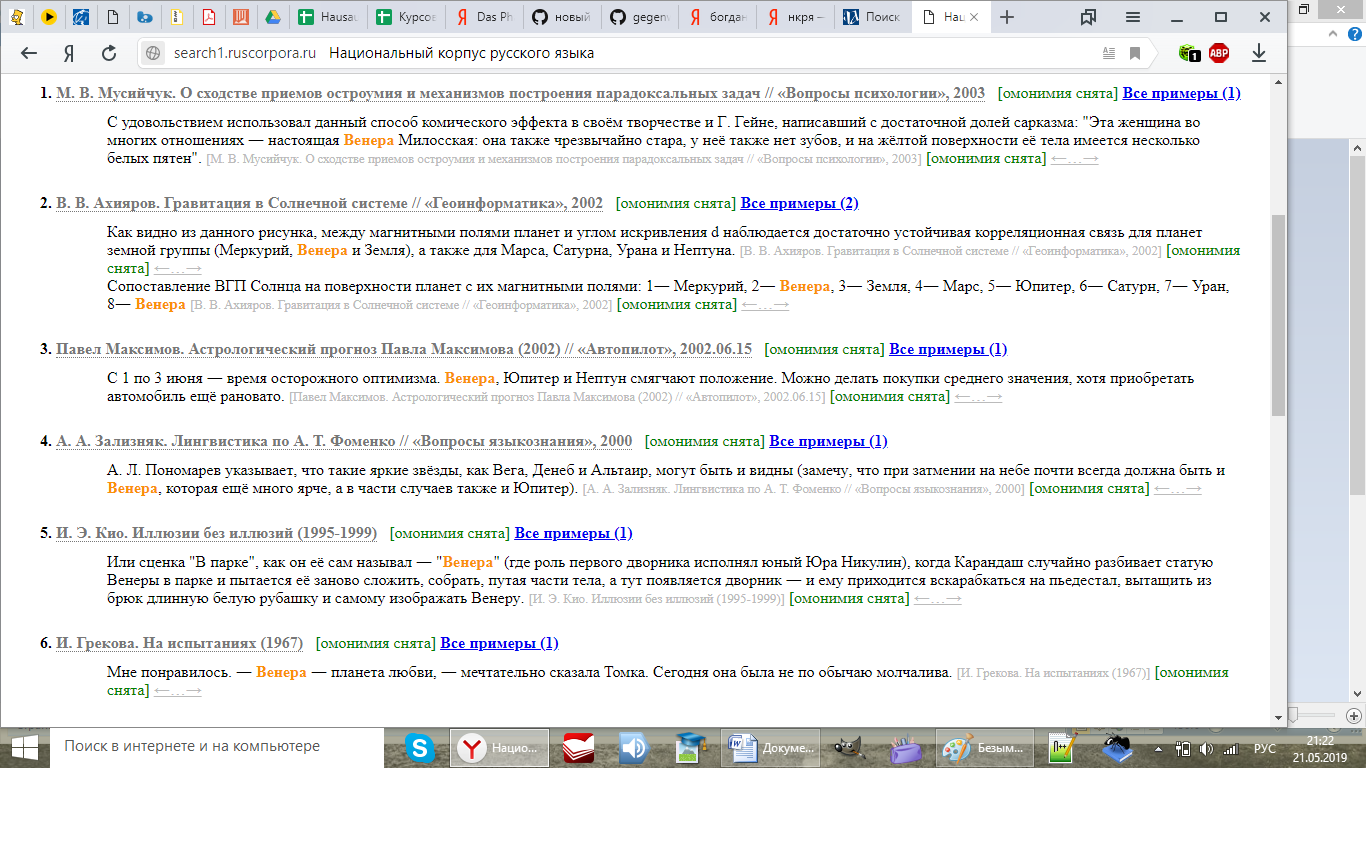 Hausau
Курсов
Das Ph
новый
gegenw
богдан
нкря —
Поиск
Наци
search1.ruscorpora.ru Национальный корпус русского языка
1
ABP
1. М. В. Мусийчук. О сходстве приемов остроумия и механизмов построения парадоксальных задач // «Вопросы психологии», 2003 [омонимия снята] Все примеры (1)
С удовольствием использовал данный способ комического эффекта в своём творчестве и Г. Гейне, написавший с достаточной долей сарказма: "Эта женщина во
многих отношениях — настоящая Венера Милосская: она также чрезвычайно стара, у неё также нет зубов, и на жёлтой поверхности её тела имеется несколько
белых пятен". [М. В. Мусийчук. О сходстве приемов остроумия и механизмов построения парадоксальных задач // «Вопросы психологии», 2003] [омонимия снята] ←…→
2. В. В. Ахияров. Гравитация в Солнечной системе // «Геоинформатика», 2002 [омонимия снята] Все примеры (2)
Как видно из данного рисунка, между магнитными полями планет и углом искривления d наблюдается достаточно устойчивая корреляционная связь для планет
земной группы (Меркурий, Венера и Земля), а также для Марса, Сатурна, Урана и Нептуна. [В. В. Ахияров. Гравитация в Солнечной системе // «Геоинформатика», 2002] [омонимия
снята] ←…→
Сопоставление ВГП Солнца на поверхности планет с их магнитными полями: 1— Меркурий, 2— Венера, 3— Земля, 4— Марс, 5— Юпитер, 6— Сатурн, 7— Уран,
8— Венера [В. В. Ахияров. Гравитация в Солнечной системе // «Геоинформатика», 2002] [омонимия снята] ←…→
3. Павел Максимов. Астрологический прогноз Павла Максимова (2002) // «Автопилот», 2002.06.15 [омонимия снята] Все примеры (1)
С 1 по 3 июня — время осторожного оптимизма. Венера, Юпитер и Нептун смягчают положение. Можно делать покупки среднего значения, хотя приобретать
автомобиль ещё рановато. [Павел Максимов. Астрологический прогноз Павла Максимова (2002) // «Автопилот», 2002.06.15] [омонимия снята] ←…→
4. А. А. Зализняк. Лингвистика по А. Т. Фоменко // «Вопросы языкознания», 2000 [омонимия снята] Все примеры (1)
А. Л. Пономарев указывает, что такие яркие звёзды, как Вега, Денеб и Альтаир, могут быть и видны (замечу, что при затмении на небе почти всегда должна быть и
Венера, которая ещё много ярче, а в части случаев также и Юпитер). [А. А. Зализняк. Лингвистика по А. Т. Фоменко // «Вопросы языкознания», 2000] [омонимия снята] ←…→
5. И. Э. Кио. Иллюзии без иллюзий (1995-1999) [омонимия снята] Все примеры (1)
Или сценка "В парке", как он её сам называл — "Венера" (где роль первого дворника исполнял юный Юра Никулин), когда Карандаш случайно разбивает статую
Венеры в парке и пытается её заново сложить, собрать, путая части тела, а тут появляется дворник — и ему приходится вскарабкаться на пьедестал, вытащить из
брюк длинную белую рубашку и самому изображать Венеру. [И. Э. Кио. Иллюзии без иллюзий (1995-1999)] [омонимия снята] ←…→
6. И. Грекова. На испытаниях (1967) [омонимия снята] Все примеры (1)
Мне понравилось. — Венера — планета любви, — мечтательно сказала Томка. Сегодня она была не по обычаю молчалива. [И. Грекова. На испытаниях (1967)] [омонимия
снята] ←…→
Поиск в интернете и на компьютере
Нацио...
Докуме...
Безым...
РУС
21:22
21.05.2019